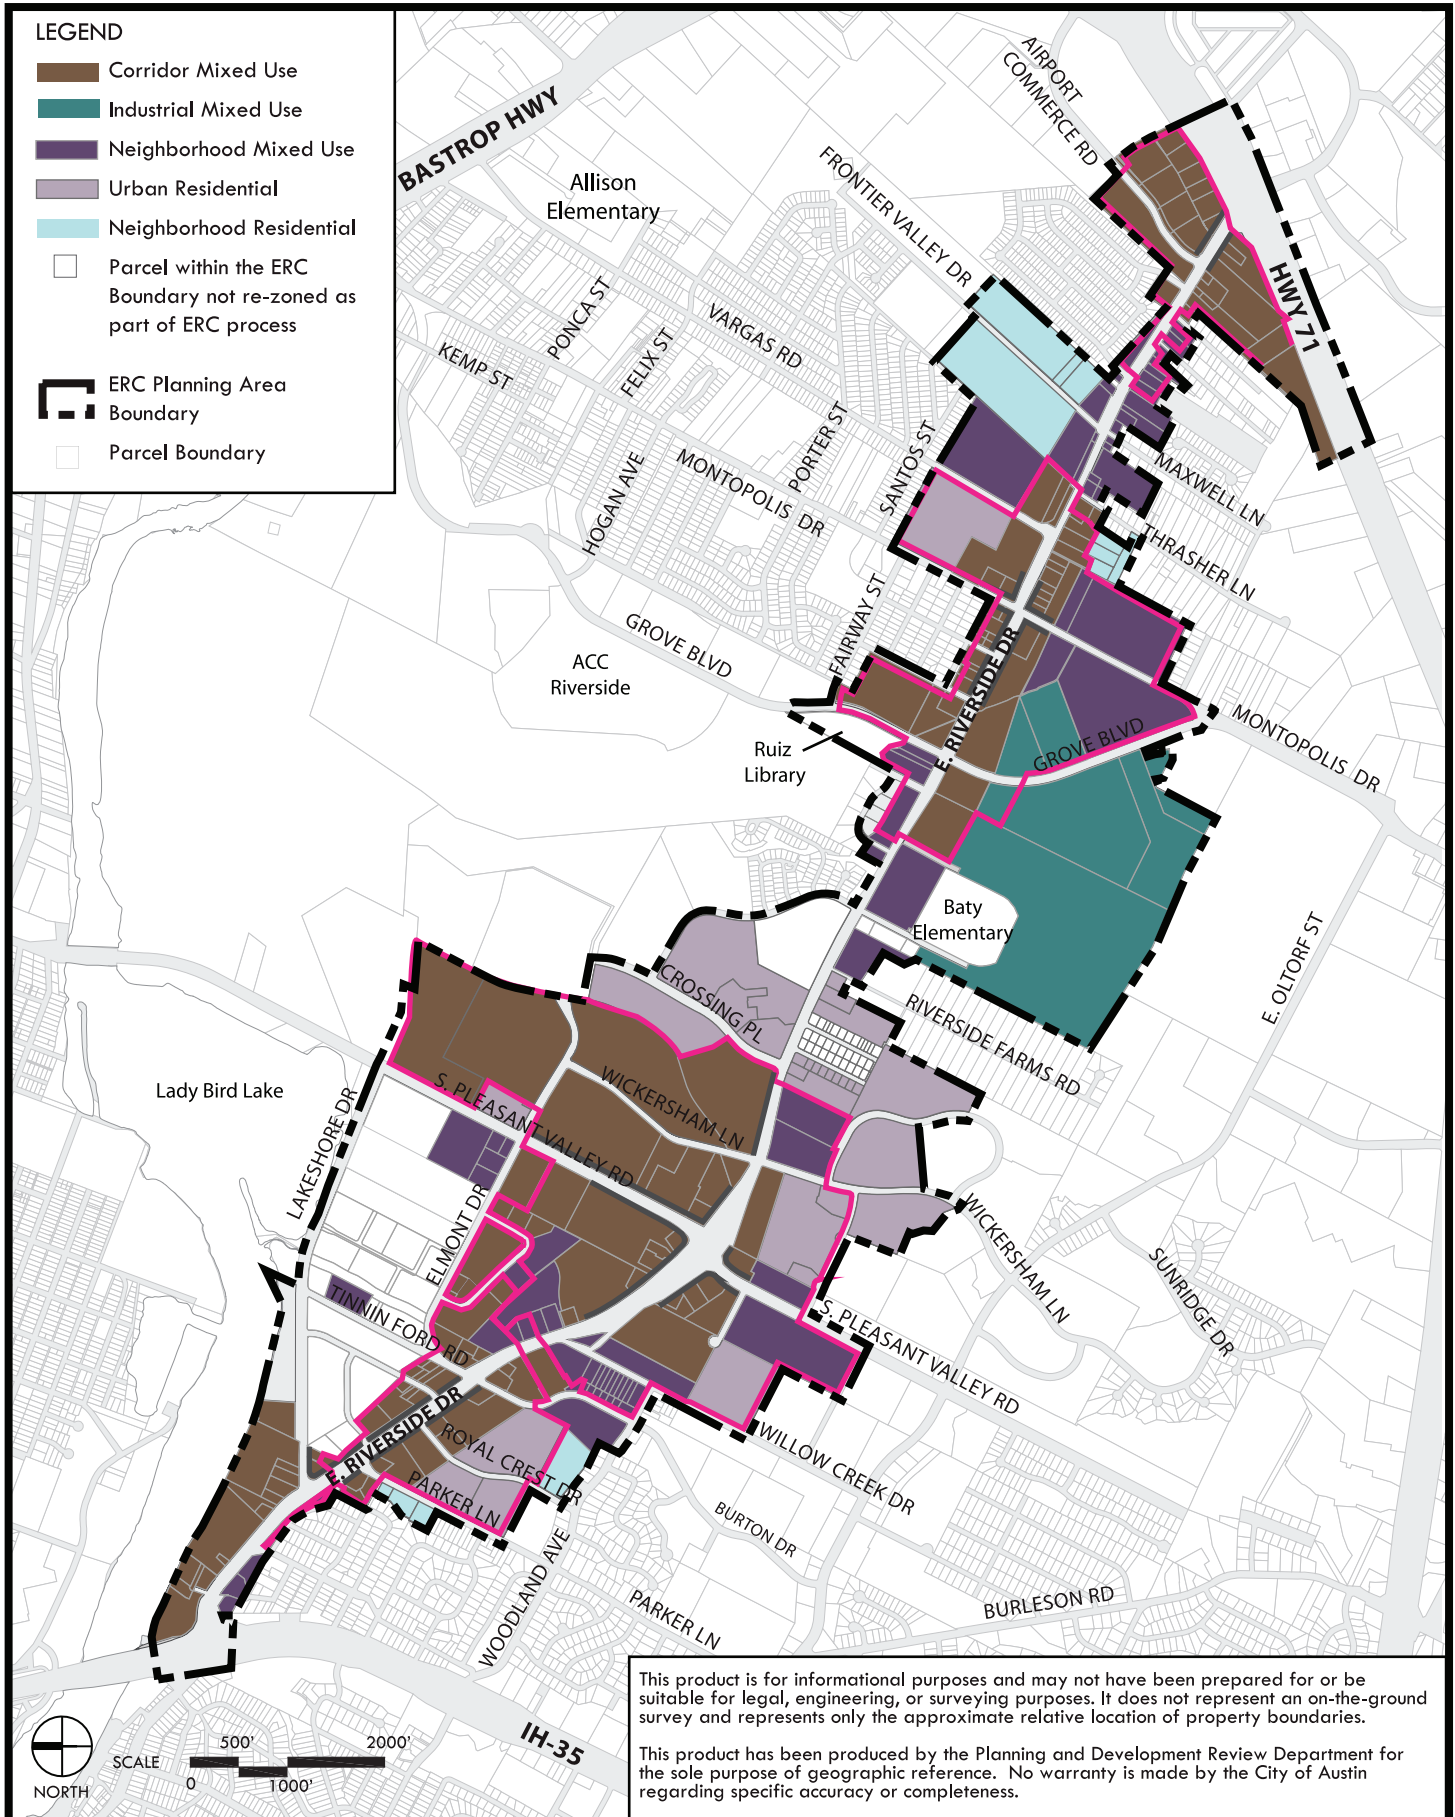 LEGEND
Corridor Mixed Use
Industrial Mixed Use
Neighborhood Mixed Use
Urban Residential
Neighborhood Residential
Parcel within the ERC
Boundary not re-zoned as
part of ERC process
ERC Planning Area
Boundary
Parcel Boundary
BASTROP HWY
Allison
Elementary
AIRPORT
COMMERCE RD
FRONTIER VALLEY DR
HWY 71
PONCA ST
VARGAS RD
FELIX ST
KEMP ST
PORTER ST
SANTOS ST
MONTOPOLIS DR
HOGAN AVE
MAXWELL LN
THRASHER LN
FAIRWAY ST
GROVE BLVD
ACC
Riverside
E. RIVERSIDE DR
MONTOPOLIS DR
GROVE BLVD
Ruiz
Library
Baty
Elementary
E. OLTORF ST
CROSSING PL
RIVERSIDE FARMS RD
Lady Bird Lake
LAKESHORE DR
S. PLEASANT VALLEY RD
WICKERSHAM LN
ELMONT DR
WICKERSHAM LN
SUNRIDGE DR
TINNIN FORD RD
S. PLEASANT VALLEY RD
E. RIVERSIDE DR
ROYAL CREST DR
PARKER LN
WILLOW CREEK DR
BURTON DR
WOODLAND AVE
PARKER LN
BURLESON RD
IH-35
NORTH
SCALE
500'
2000'
0
1000'
This product is for informational purposes and may not have been prepared for or be
suitable for legal, engineering, or surveying purposes. It does not represent an on-the-ground
survey and represents only the approximate relative location of property boundaries.
This product has been produced by the Planning and Development Review Department for
the sole purpose of geographic reference.  No warranty is made by the City of Austin
regarding specific accuracy or completeness.